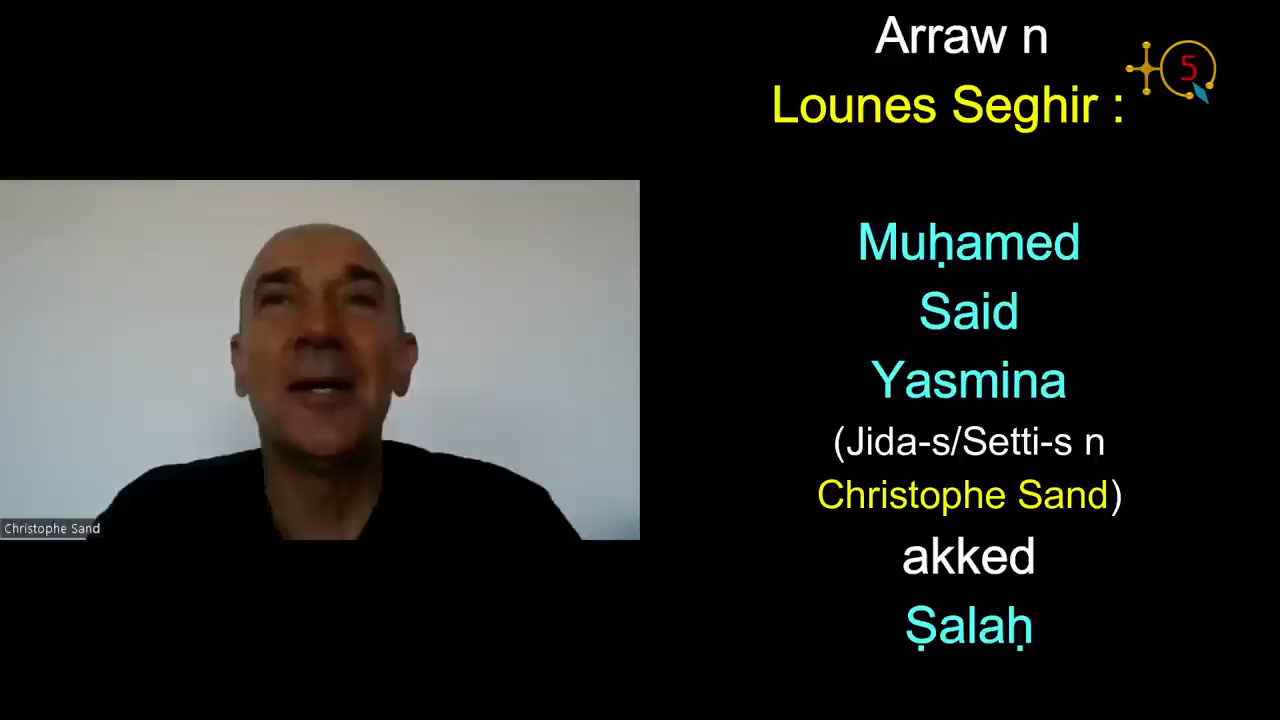 Arraw n
5
Lounes Seghir :
Muḥamed
Said
Yasmina
(Jida-s/Setti-s n
Christophe Sand)
akked
Ṣalaḥ
Christophe Sand